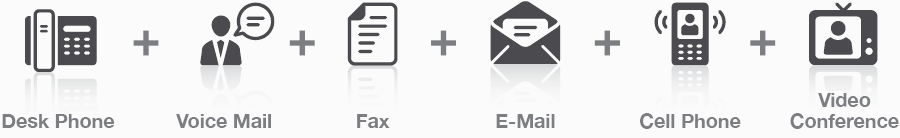 Desk Phone
Voice Mail
Fax
E-Mail
Cell Phone
Video
Conference